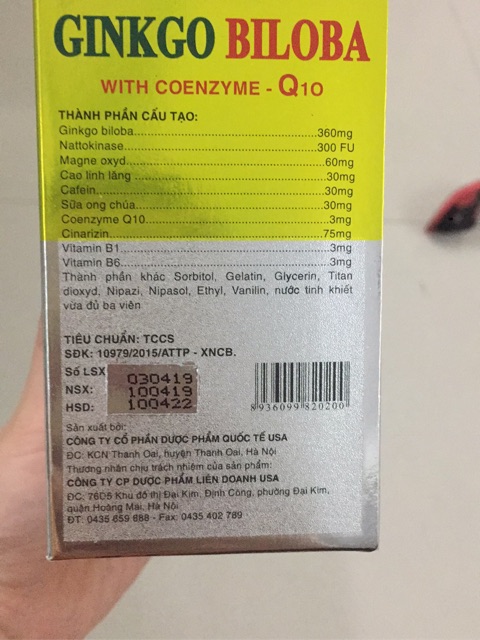 GINKGO BILOBA
WITH COENZYME - Q10
THÀNH PHẦN CẤU TẠO:
Ginkgo biloba..........................................360mg
Nattokinase.............................................300 FU
Magne oxyd..............................................60mg
Cao linh lăng ...........................................30mg
Cafein.......................................................30mg
Sữa ong chúa...........................................30mg
Coenzyme Q10..........................................3mg
Cinarizin....................................................75mg
Vitamin B1..................................................3mg
Vitamin B6..................................................3mg
Thành phần khác Sorbitol, Gelatin, Glycerin, Titan
dioxyd, Nipazi, Nipasol, Ethyl, Vanilin, nước tinh khiết
vừa đủ ba viên
TIÊU CHUẨN: TCCS
SĐK: 10979/2015/ATTP - XNCB.
Số LSX 030419
NSX: 100419
HSD: 100422
8 936099 820200
Sản xuất bởi:
CÔNG TY CỔ PHẦN DƯỢC PHẨM QUỐC TẾ USA
ĐC: KCN Thanh Oai, huyện Thanh Oai, Hà Nội
Thương nhân chịu trách nhiệm của sản phẩm:
CÔNG TY CP DƯỢC PHẨM LIÊN DOANH USA
ĐC: 76D5 Khu đô thị Đại Kim, Định Công, phường Đại Kim,
quận Hoàng Mai, Hà Nội
ĐT: 0435 659 888 - Fax: 0435 402 789